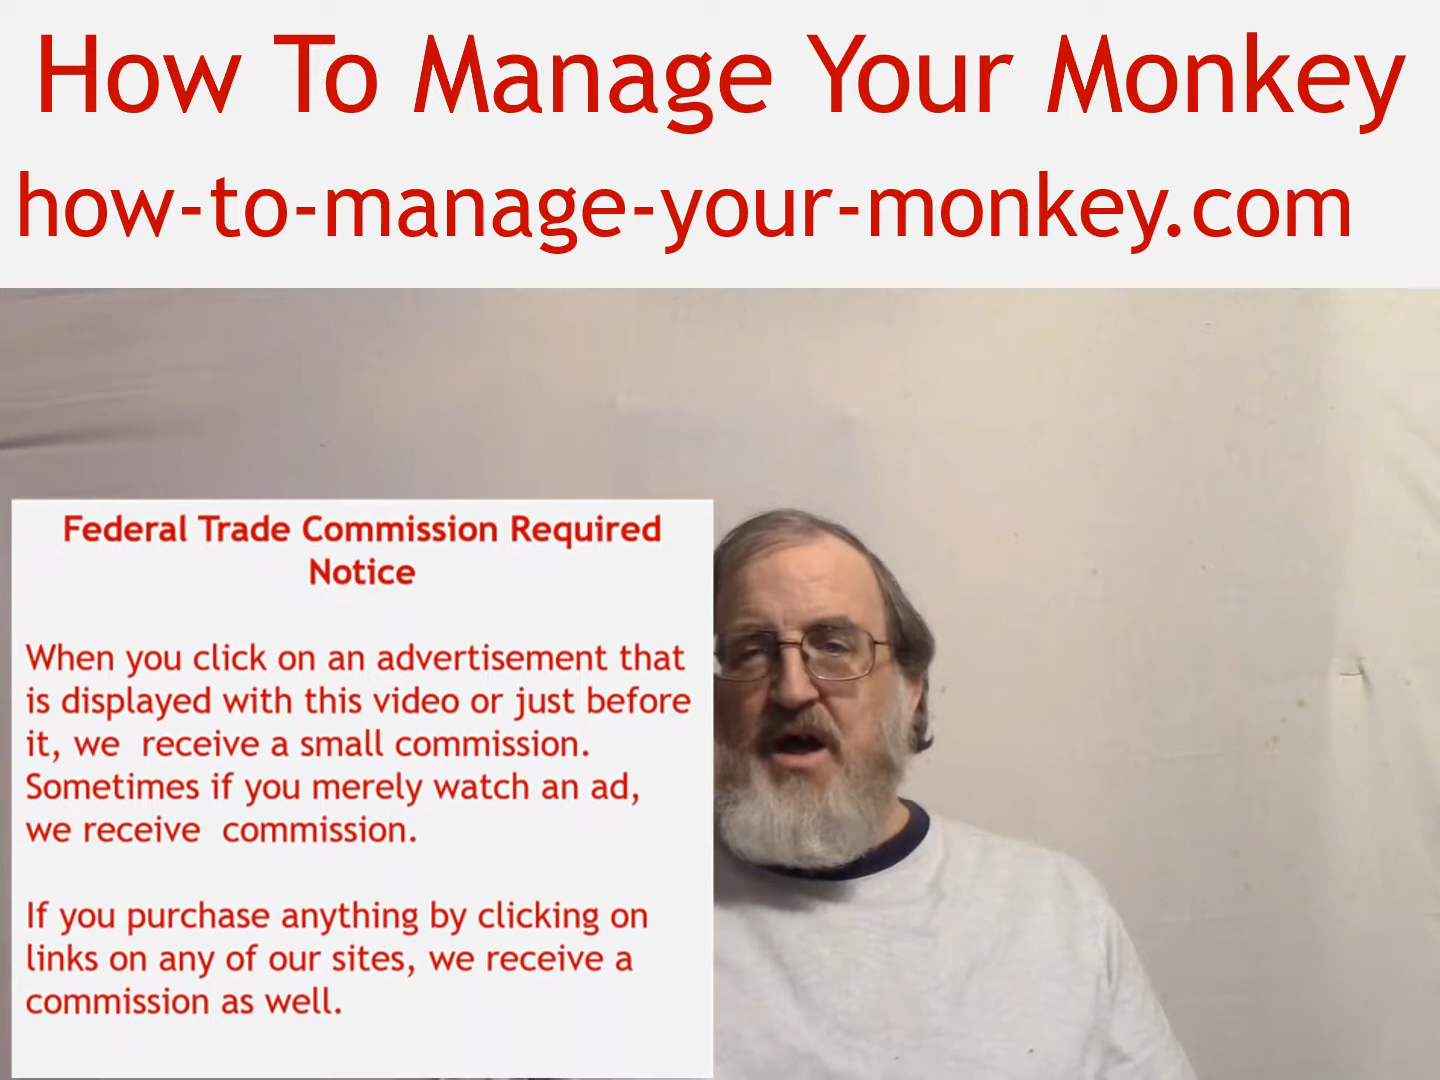 How To Manage Your Monkey
how-to-manage-your-monkey.com
Federal Trade Commission Required
Notice
When you click on an advertisement that
is displayed with this video or just before
it, we  receive a small commission.
Sometimes if you merely watch an ad,
we receive  commission.
If you purchase anything by clicking on
links on any of our sites, we receive a
commission as well.